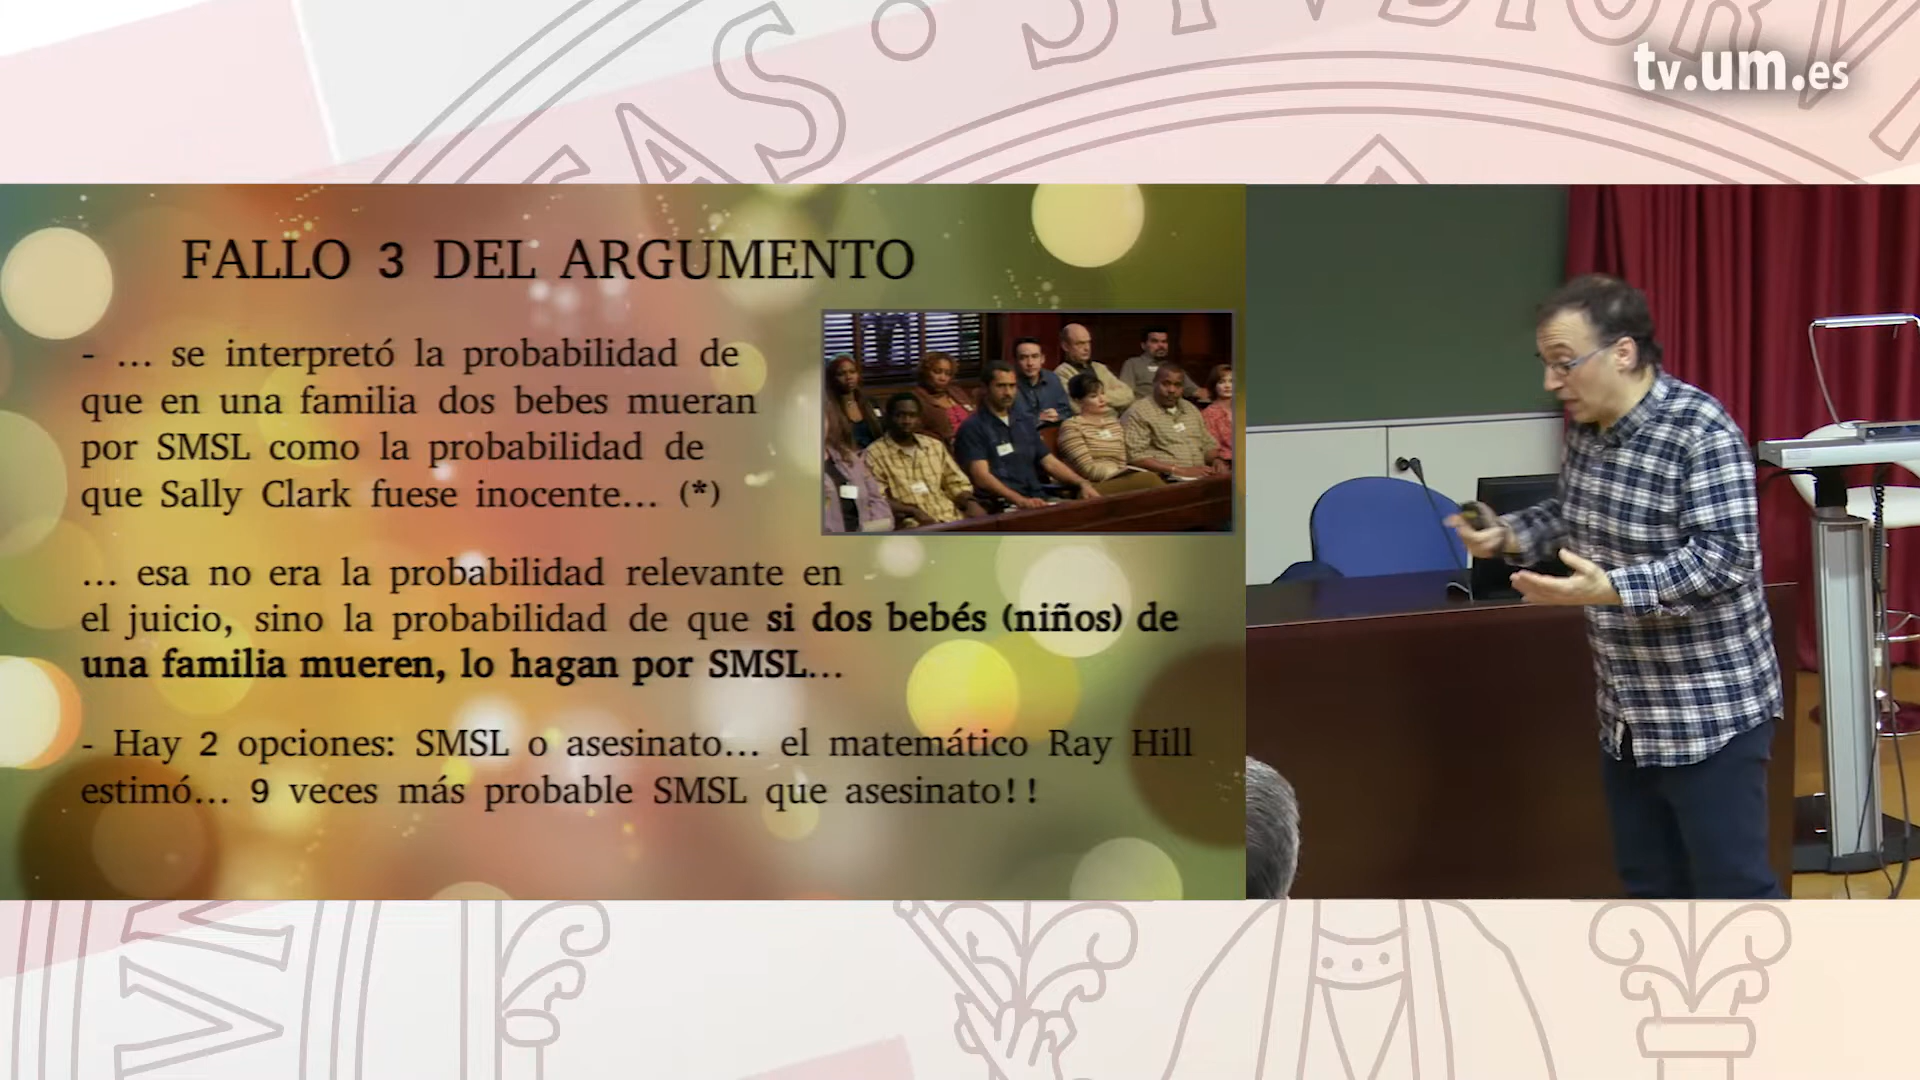 AS · STVDIORV
tv.um.es
FALLO 3 DEL ARGUMENTO
- ... se interpretó la probabilidad de
que en una familia dos bebes mueran
por SMSL como la probabilidad de
que Sally Clark fuese inocente... (*)
... esa no era la probabilidad relevante en
el juicio, sino la probabilidad de que si dos bebés (niños) de
una familia mueren, lo hagan por SMSL...
- Hay 2 opciones: SMSL o asesinato... el matemático Ray Hill
estimó... 9 veces más probable SMSL que asesinato!!